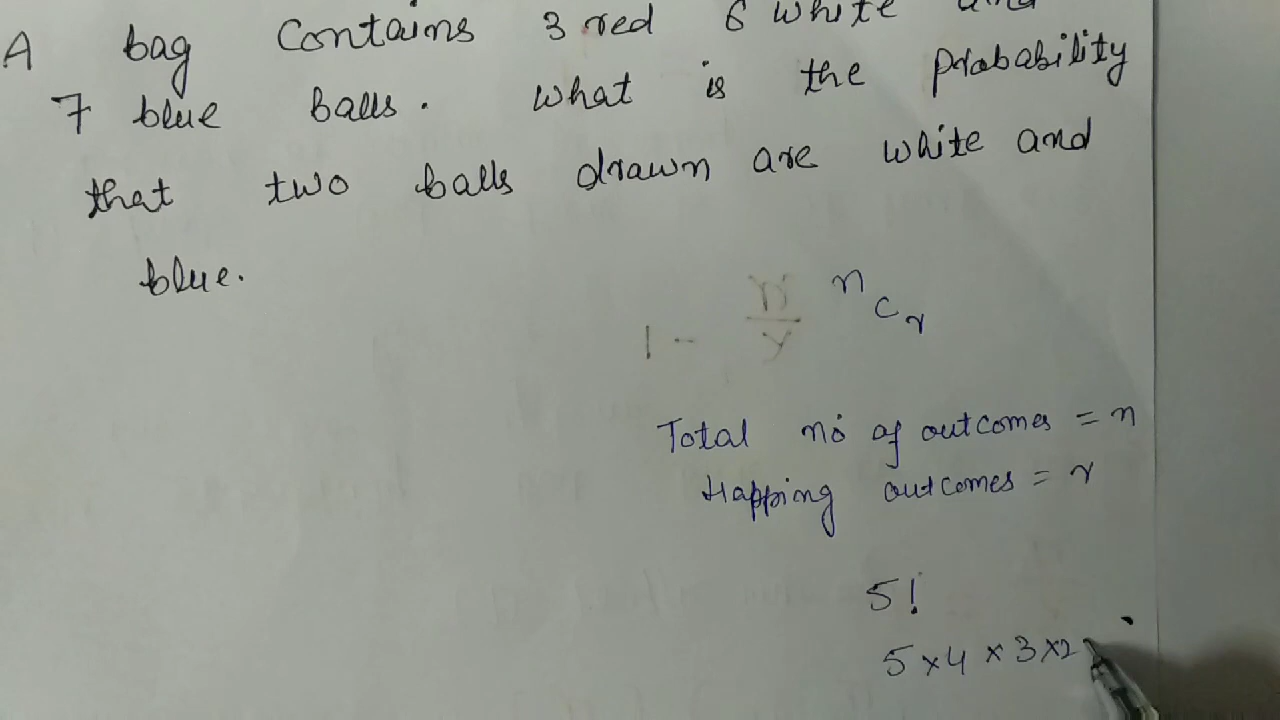 A bag contains 3 red 6 white and
7 blue balls. what is the probability
that two balls drawn are white and
blue.
n C r
Total no of outcomes = n
Happing outcomes = r
5!
5 × 4 × 3 × 2